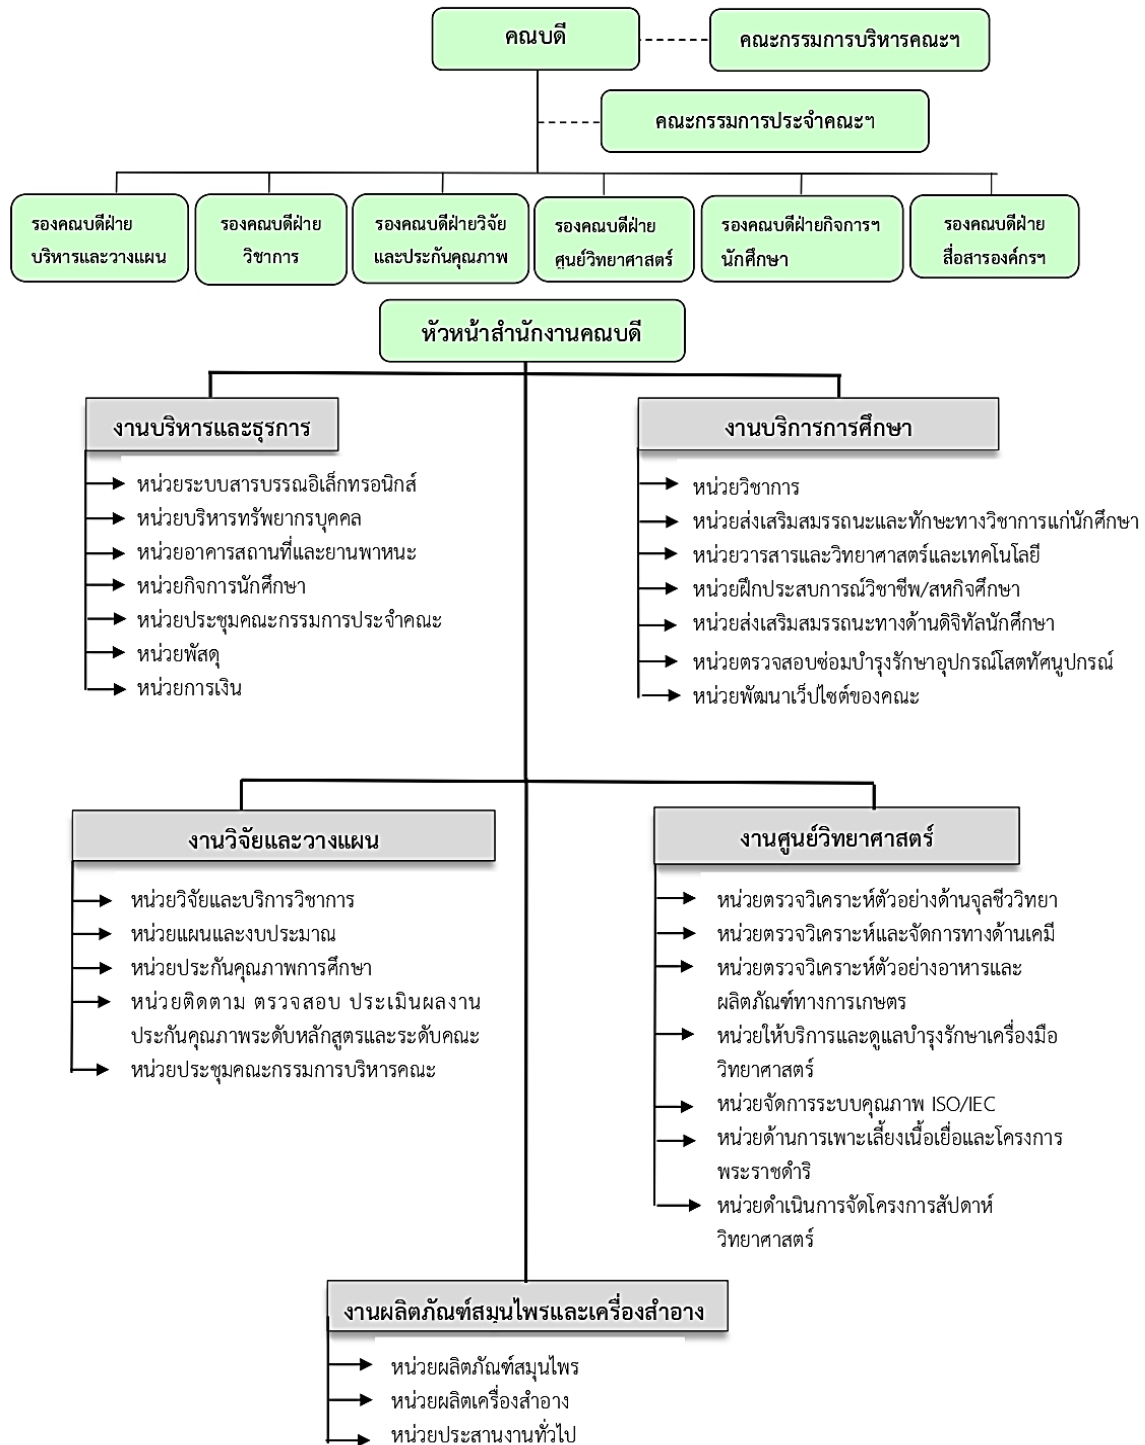 คณบดี
คณะกรรมการบริหารคณะฯ
คณะกรรมการประจำคณะฯ
รองคณบดีฝ่าย
บริหารและวางแผน
รองคณบดีฝ่าย
วิชาการ
รองคณบดีฝ่ายวิจัย
และประกันคุณภาพ
รองคณบดีฝ่าย
ศูนย์วิทยาศาสตร์
รองคณบดีฝ่ายกิจการฯ
นักศึกษา
รองคณบดีฝ่าย
สื่อสารองค์กรฯ
หัวหน้าสำนักงานคณบดี
งานบริหารและธุรการ
หน่วยระบบสารบรรณอิเล็กทรอนิกส์
หน่วยบริหารทรัพยากรบุคคล
หน่วยอาคารสถานที่และยานพาหนะ
หน่วยกิจการนักศึกษา
หน่วยประชุมคณะกรรมการประจำคณะ
หน่วยพัสดุ
หน่วยการเงิน
งานบริการการศึกษา
หน่วยวิชาการ
หน่วยส่งเสริมสมรรถนะและทักษะทางวิชาการแก่นักศึกษา
หน่วยวารสารและวิทยาศาสตร์และเทคโนโลยี
หน่วยฝึกประสบการณ์วิชาชีพ/สหกิจศึกษา
หน่วยส่งเสริมสมรรถนะทางด้านดิจิทัลนักศึกษา
หน่วยตรวจสอบซ่อมบำรุงรักษาอุปกรณ์โสตทัศนูปกรณ์
หน่วยพัฒนาเว็ปไซต์ของคณะ
งานวิจัยและวางแผน
หน่วยวิจัยและบริการวิชาการ
หน่วยแผนและงบประมาณ
หน่วยประกันคุณภาพการศึกษา
หน่วยติดตาม ตรวจสอบ ประเมินผลงาน
ประกันคุณภาพระดับหลักสูตรและระดับคณะ
หน่วยประชุมคณะกรรมการบริหารคณะ
งานศูนย์วิทยาศาสตร์
หน่วยตรวจวิเคราะห์ตัวอย่างด้านจุลชีววิทยา
หน่วยตรวจวิเคราะห์และจัดการทางด้านเคมี
หน่วยตรวจวิเคราะห์ตัวอย่างอาหารและ
ผลิตภัณฑ์ทางการเกษตร
หน่วยให้บริการและดูแลบำรุงรักษาเครื่องมือ
วิทยาศาสตร์
หน่วยจัดการระบบคุณภาพ ISO/IEC
หน่วยด้านการเพาะเลี้ยงเนื้อเยื่อและโครงการ
พระราชดำริ
หน่วยดำเนินการจัดโครงการสัปดาห์
วิทยาศาสตร์
งานผลิตภัณฑ์สมุนไพรและเครื่องสำอาง
หน่วยผลิตภัณฑ์สมุนไพร
หน่วยผลิตเครื่องสำอาง
หน่วยประสานงานทั่วไป